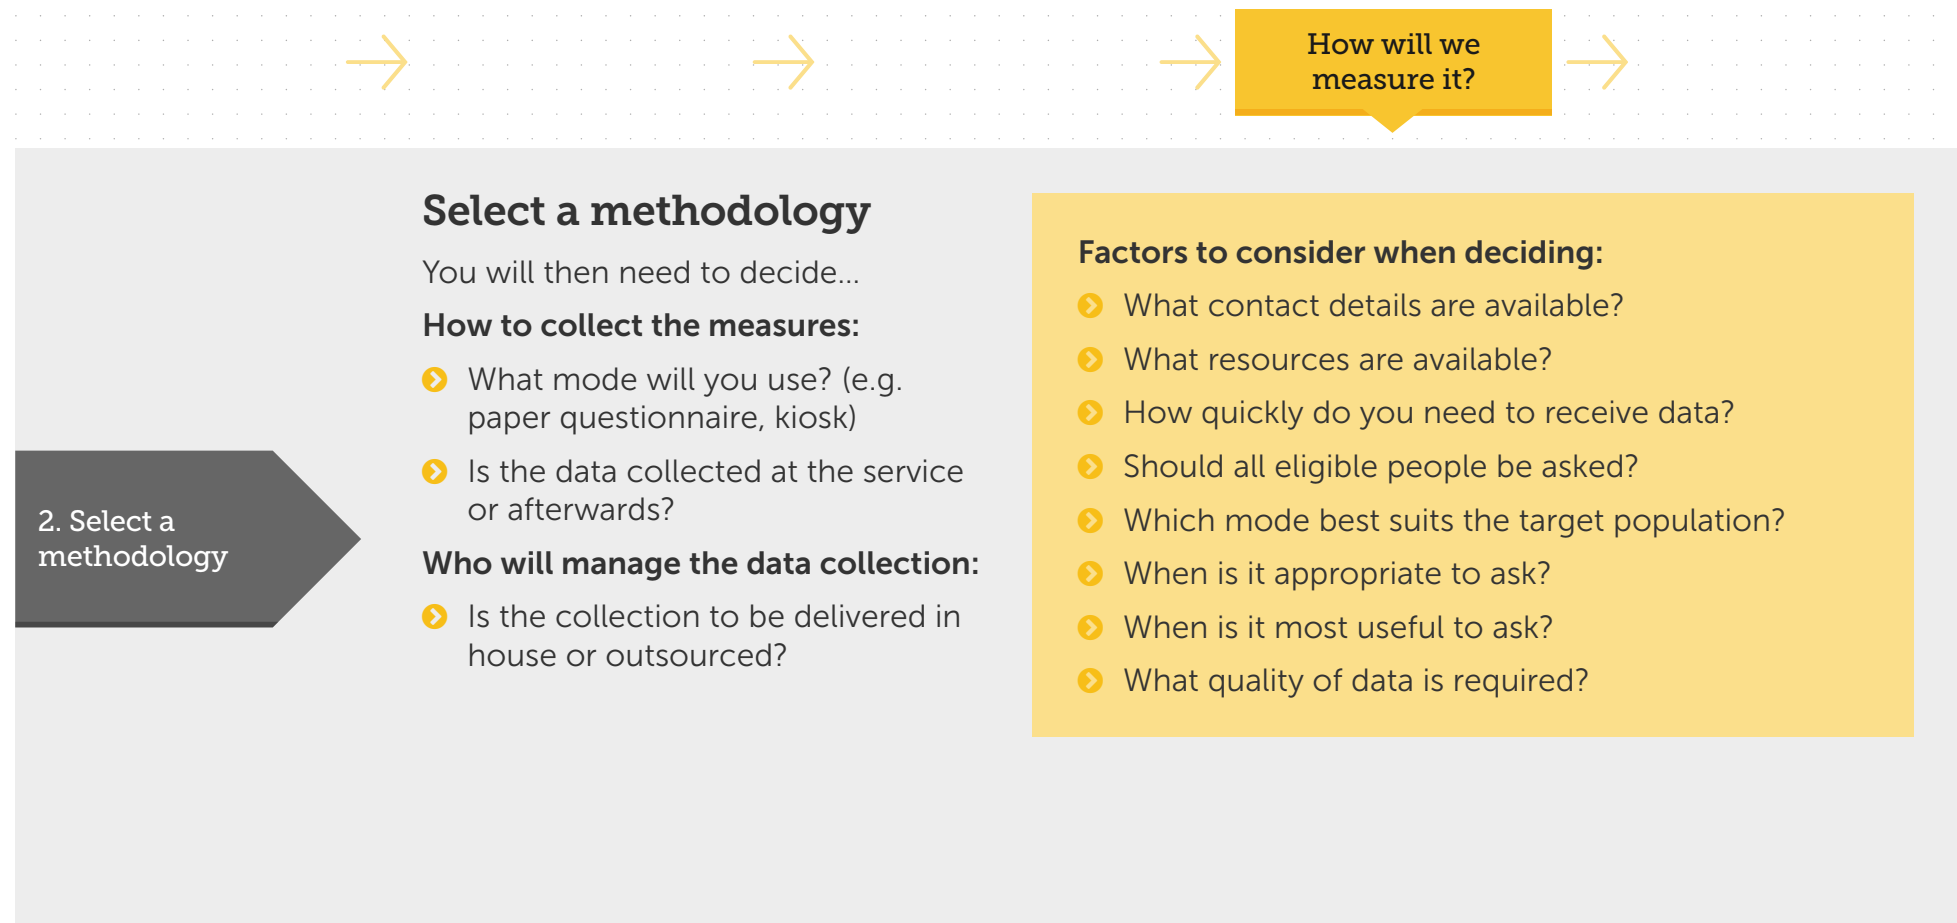 How will we
measure it?
2. Select a
methodology
Select a methodology
You will then need to decide...
How to collect the measures:
What mode will you use? (e.g.
paper questionnaire, kiosk)
Is the data collected at the service
or afterwards?
Who will manage the data collection:
Is the collection to be delivered in
house or outsourced?
Factors to consider when deciding:
What contact details are available?
What resources are available?
How quickly do you need to receive data?
Should all eligible people be asked?
Which mode best suits the target population?
When is it appropriate to ask?
When is it most useful to ask?
What quality of data is required?